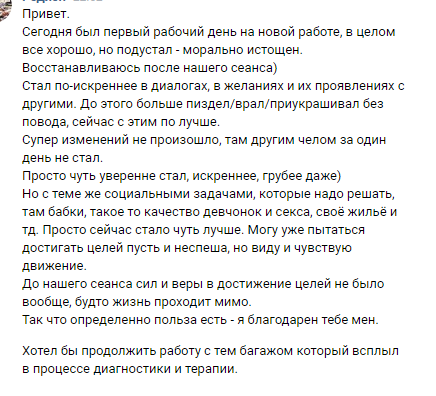 Привет.
Сегодня был первый рабочий день на новой работе, в целом
все хорошо, но подустал - морально истощен.
Восстанавливаюсь после нашего сеанса)
Стал по-искреннее в диалогах, в желаниях и их проявлениях с
другими. До этого больше пиздел/врал/приукрашивал без
повода, сейчас с этим по лучше.
Супер изменений не произошло, там другим челом за один
день не стал.
Просто чуть уверенне стал, искреннее, грубее даже)
Но с теме же социальными задачами, которые надо решать,
там бабки, такое то качество девчонок и секса, своё жильё и
тд. Просто сейчас стало чуть лучше. Могу уже пытаться
достигать целей пусть и неспеша, но виду и чувствую
движение.
До нашего сеанса сил и веры в достижение целей не было
вообще, будто жизнь проходит мимо.
Так что определенно польза есть - я благодарен тебе мен.
Хотел бы продолжить работу с тем багажом который всплыл
в процессе диагностики и терапии.